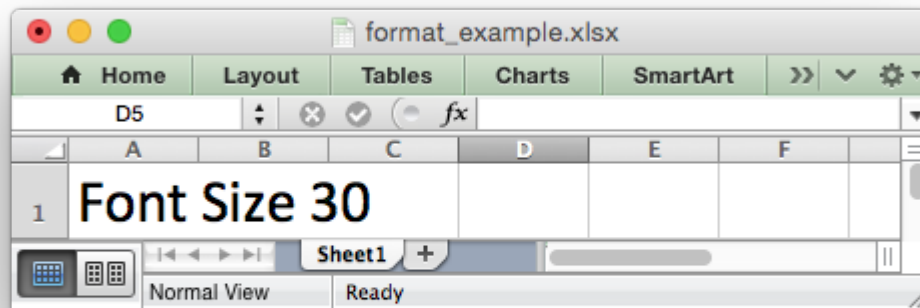 format_example.xlsx
Home Layout Tables Charts SmartArt
D5 fx
A B C D E F
1 Font Size 30
Sheet1 +
Normal View Ready